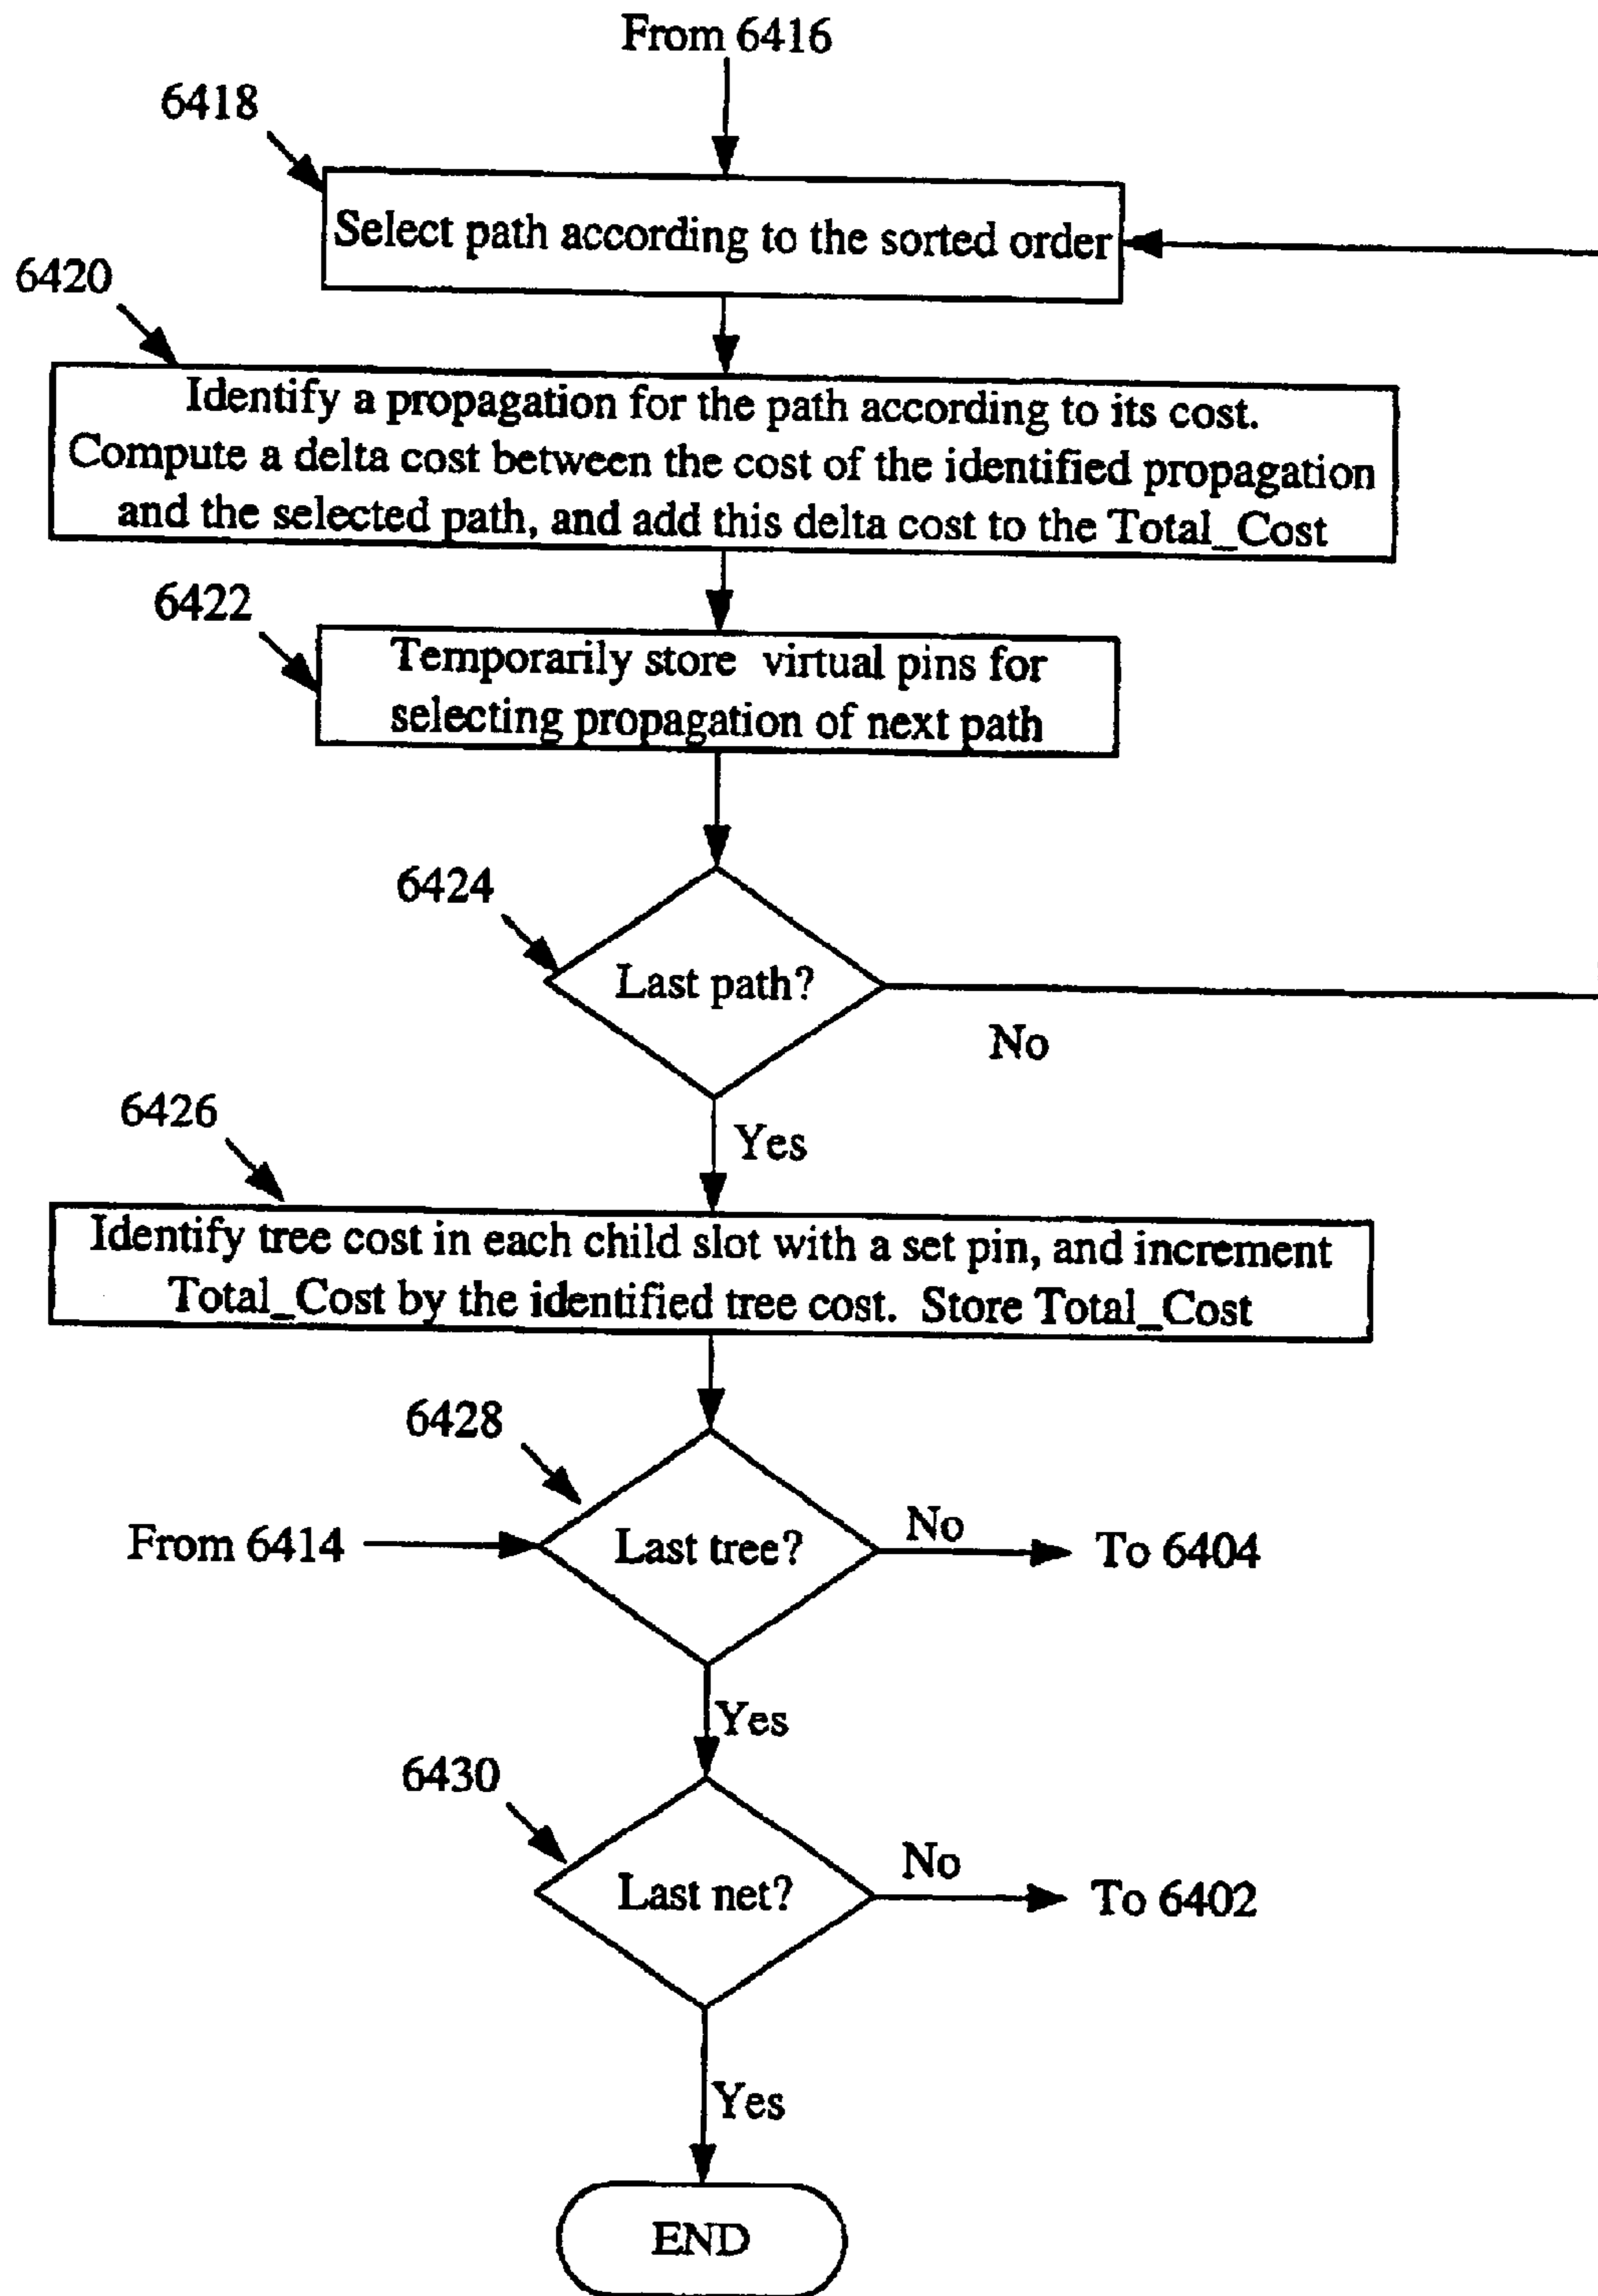 From 6416
6418
Select path according to the sorted order
6420
Identify a propagation for the path according to its cost.
Compute a delta cost between the cost of the identified propagation
and the selected path, and add this delta cost to the Total_Cost
6422
Temporarily store virtual pins for
selecting propagation of next path
6424
Last path?
No
Yes
6426
Identify tree cost in each child slot with a set pin, and increment
Total_Cost by the identified tree cost. Store Total_Cost
6428
From 6414
Last tree?
No
To 6404
Yes
6430
Last net?
No
To 6402
Yes
END